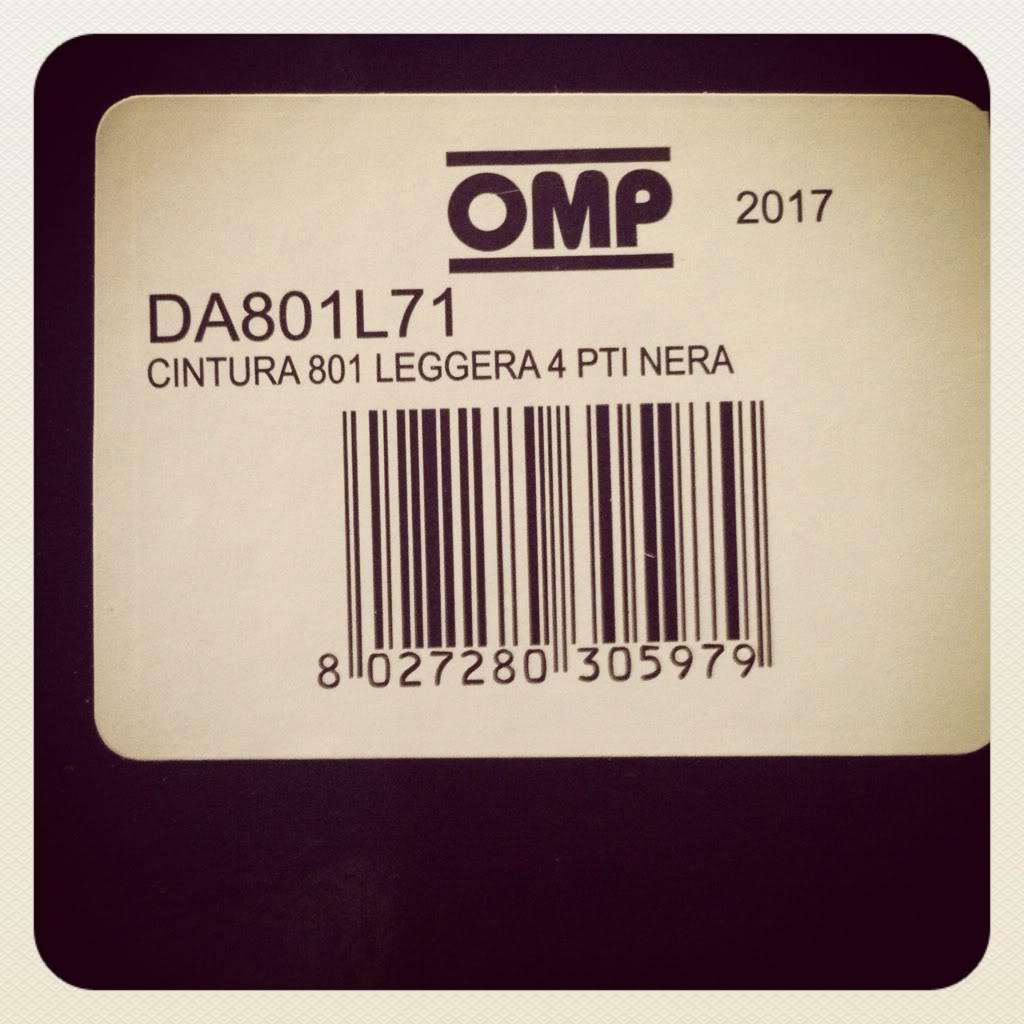 OMP 2017
DA801L71
CINTURA 801 LEGGERA 4 PTI NERA
8 027280 305979